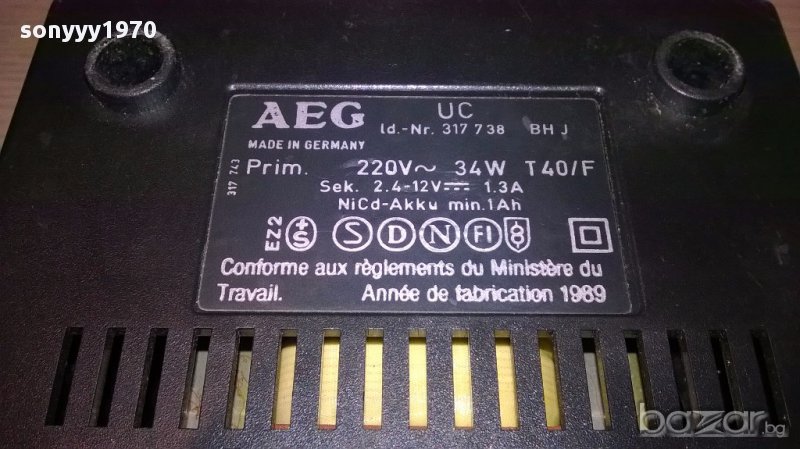 sonyyy1970
AEG UC
MADE IN GERMANY
Id.-Nr. 317 738 BH J
317 743
Prim. 220V~ 34W T40/F
Sek. 2.4-12V 1.3A
NiCd-Akku min.1Ah
EZ2 +S S D N FI
Conforme aux règlements du Ministère du
Travail. Année de fabrication 1989
bazar.bg